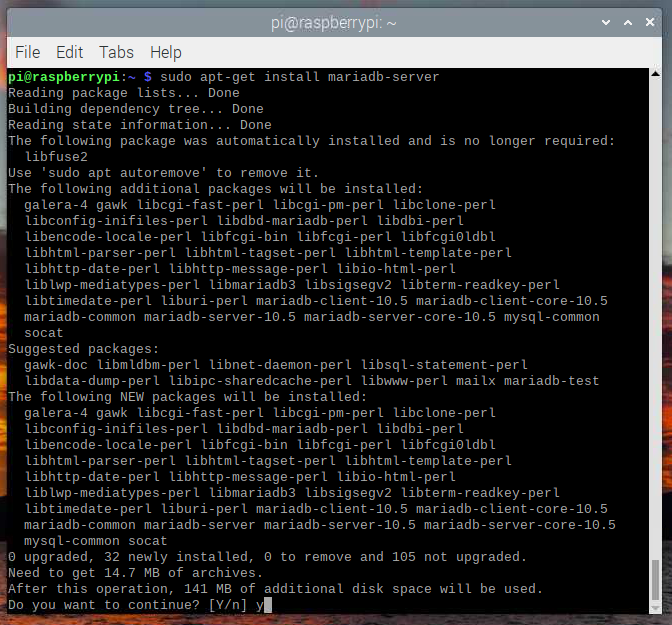 pi@raspberrypi: ~
File Edit Tabs Help
pi@raspberrypi:~ $ sudo apt-get install mariadb-server
Reading package lists... Done
Building dependency tree... Done
Reading state information... Done
The following package was automatically installed and is no longer required:
libfuse2
Use 'sudo apt autoremove' to remove it.
The following additional packages will be installed:
galera-4 gawk libcgi-fast-perl libcgi-pm-perl libclone-perl
libconfig-inifiles-perl libdbd-mariadb-perl libdbi-perl
libencode-locale-perl libfcgi-bin libfcgi-perl libfcgi0ldbl
libhtml-parser-perl libhtml-tagset-perl libhtml-template-perl
libhttp-date-perl libhttp-message-perl libio-html-perl
liblwp-mediatypes-perl libmariadb3 libsigsegv2 libterm-readkey-perl
libtimedate-perl liburi-perl mariadb-client-10.5 mariadb-client-core-10.5
mariadb-common mariadb-server-10.5 mariadb-server-core-10.5 mysql-common
socat
Suggested packages:
gawk-doc libmldbm-perl libnet-daemon-perl libsql-statement-perl
libdata-dump-perl libipc-sharedcache-perl libwww-perl mailx mariadb-test
The following NEW packages will be installed:
galera-4 gawk libcgi-fast-perl libcgi-pm-perl libclone-perl
libconfig-inifiles-perl libdbd-mariadb-perl libdbi-perl
libencode-locale-perl libfcgi-bin libfcgi-perl libfcgi0ldbl
libhtml-parser-perl libhtml-tagset-perl libhtml-template-perl
libhttp-date-perl libhttp-message-perl libio-html-perl
liblwp-mediatypes-perl libmariadb3 libsigsegv2 libterm-readkey-perl
libtimedate-perl liburi-perl mariadb-client-10.5 mariadb-client-core-10.5
mariadb-common mariadb-server mariadb-server-10.5 mariadb-server-core-10.5
mysql-common socat
0 upgraded, 32 newly installed, 0 to remove and 105 not upgraded.
Need to get 14.7 MB of archives.
After this operation, 141 MB of additional disk space will be used.
Do you want to continue? [Y/n] y